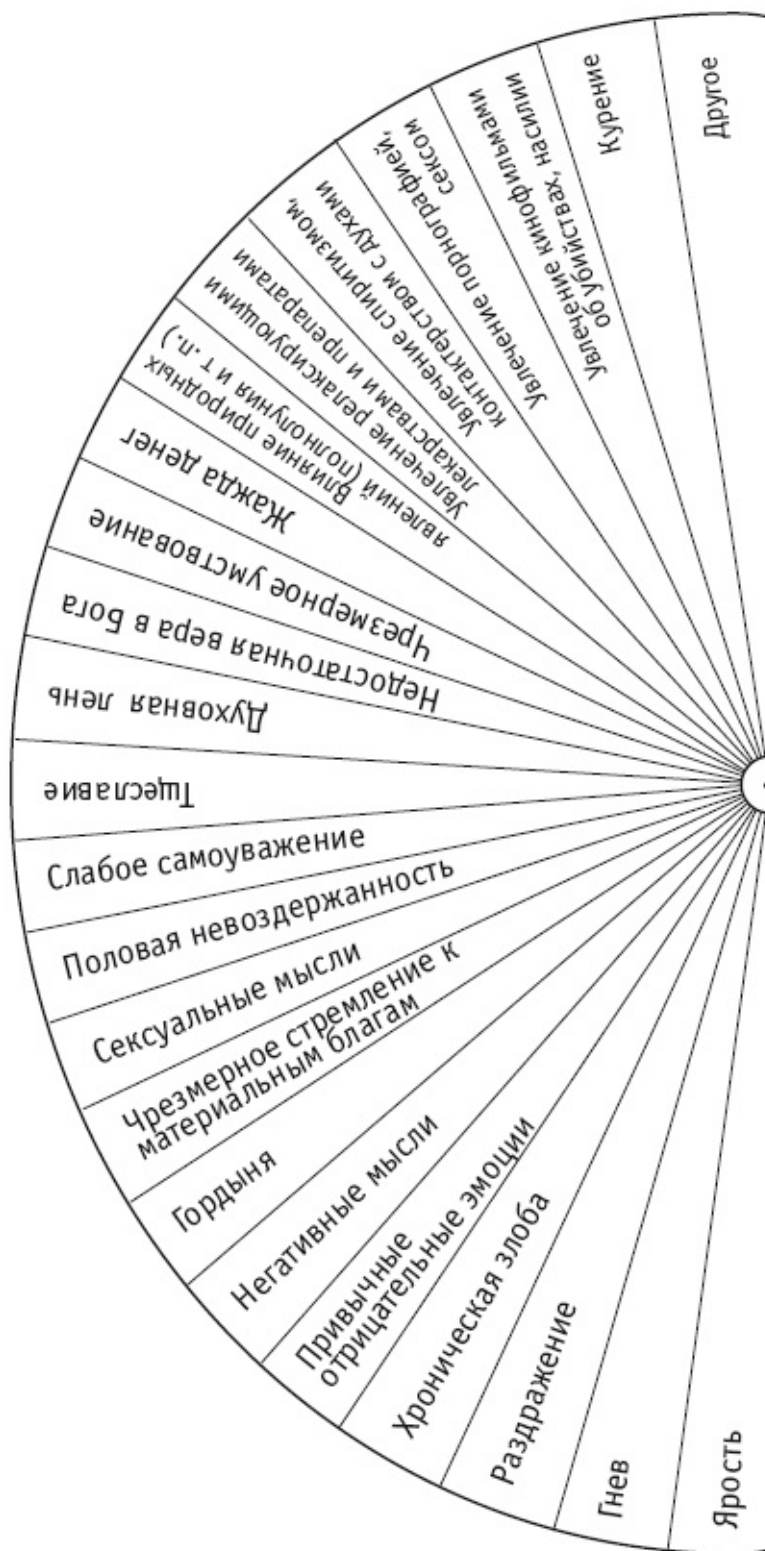 Ярость
Гнев
Раздражение
Хроническая злоба
Привычные
отрицательные эмоции
Негативные мысли
Гордыня
Чрезмерное стремление к
материальным благам
Сексуальные мысли
Половая невоздержанность
Слабое самоуважение
Тщеславие
Духовная лень
Недостаточная вера в Бога
Чрезмерное умствование
Жажда денег
Влияние природных
явлений (полнолуния и т. п.)
Увлечение релаксирующими
лекарствами и препаратами
Увлечение спиритизмом,
контактерством с духами
Увлечение порнографией,
сексом
Увлечение кинофильмами
об убийствах, насилии
Курение
Другое